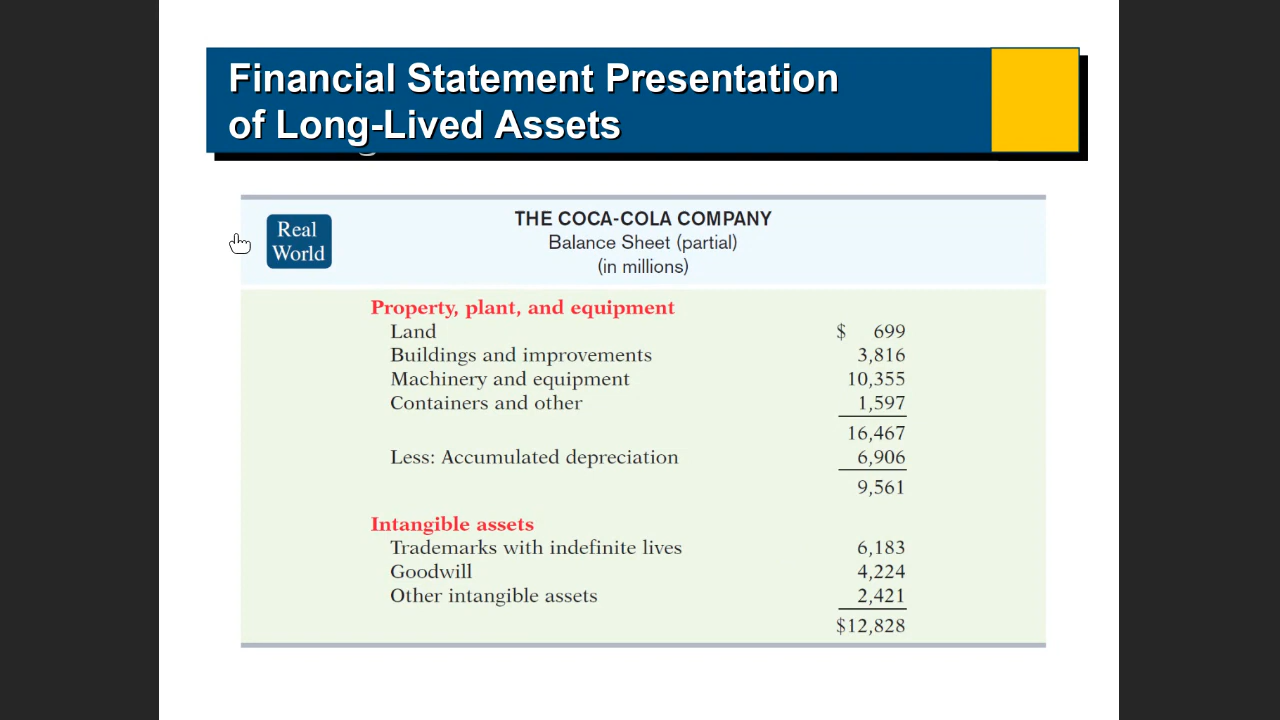 Financial Statement Presentation
of Long-Lived Assets
Real
World
THE COCA-COLA COMPANY
Balance Sheet (partial)
(in millions)
Property, plant, and equipment
Land $ 699
Buildings and improvements 3,816
Machinery and equipment 10,355
Containers and other 1,597
16,467
Less: Accumulated depreciation 6,906
9,561
Intangible assets
Trademarks with indefinite lives 6,183
Goodwill 4,224
Other intangible assets 2,421
$12,828